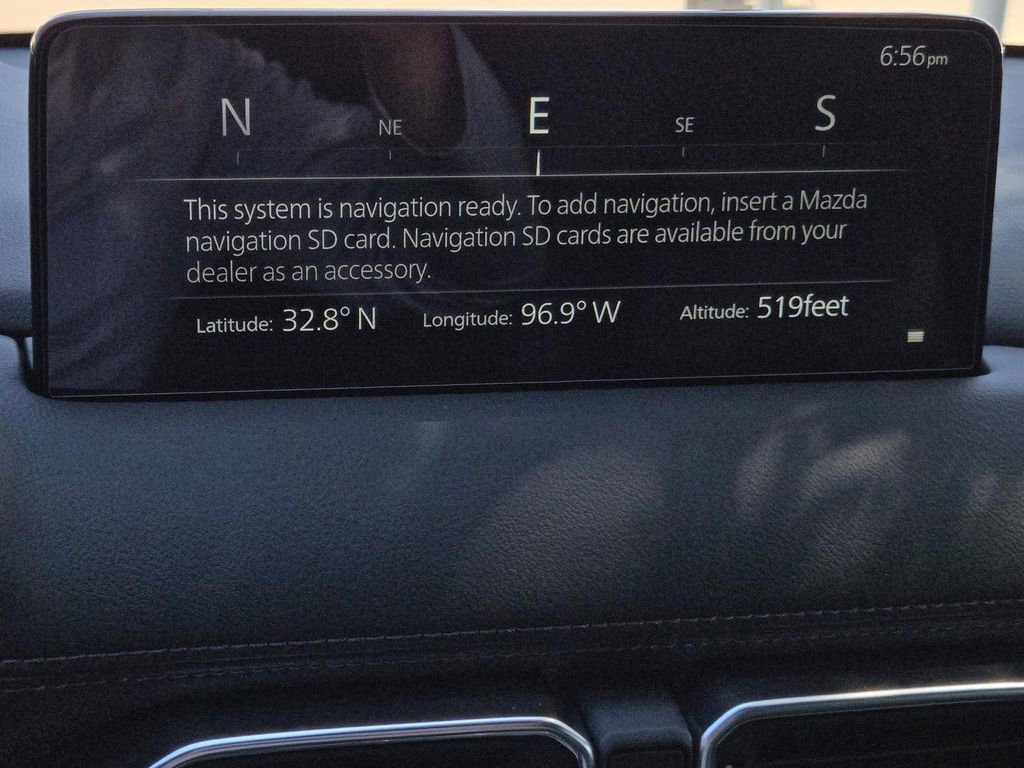 6:56pm
N NE E SE S
This system is navigation ready. To add navigation, insert a Mazda
navigation SD card. Navigation SD cards are available from your
dealer as an accessory.
Latitude: 32.8° N Longitude: 96.9° W Altitude: 519feet